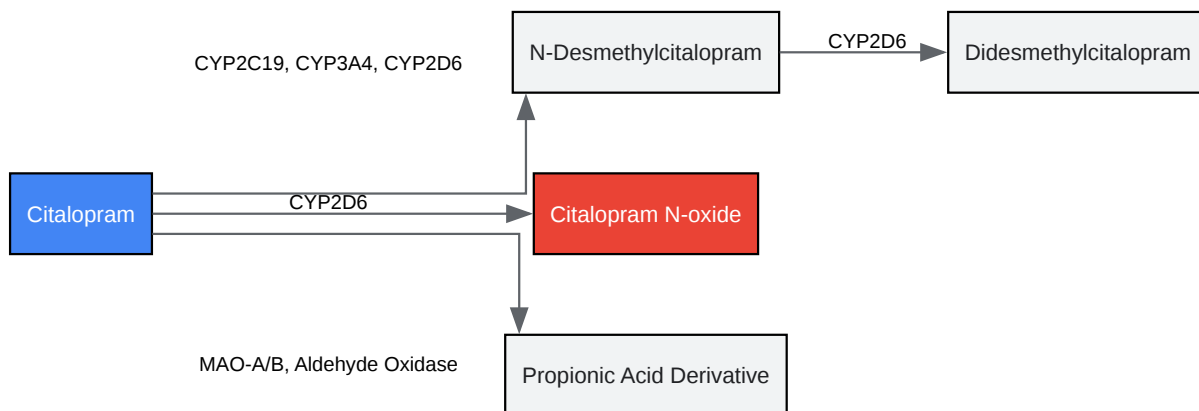 N-Desmethylcitalopram
CYP2D6
Didesmethylcitalopram
CYP2C19, CYP3A4, CYP2D6
Citalopram
CYP2D6
Citalopram N-oxide
MAO-A/B, Aldehyde Oxidase
Propionic Acid Derivative